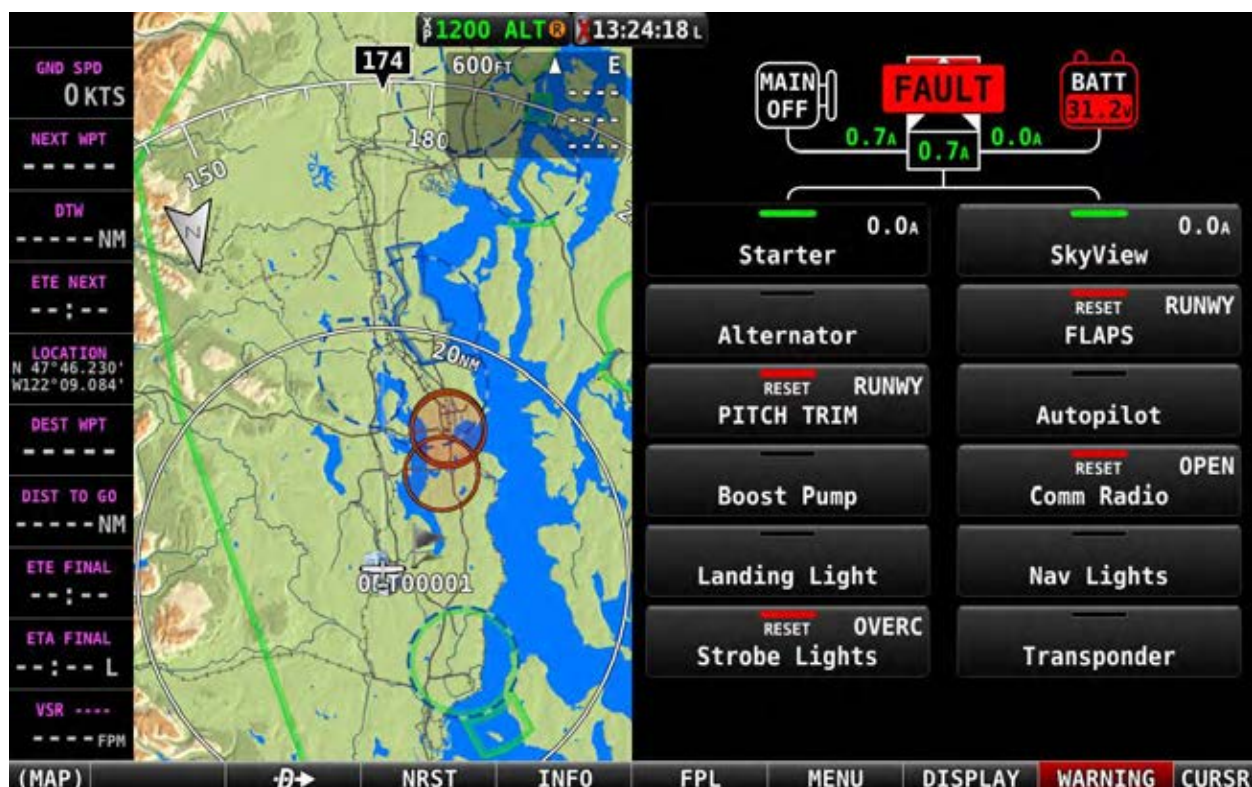 1200 ALT R 13:24:18 L
GND SPD
0 KTS
NEXT WPT
-----
DTW
-----NM
ETE NEXT
--:--
LOCATION
N 47°46.230'
W122°09.084'
DEST WPT
-----
DIST TO GO
-----NM
ETE FINAL
--:--
ETA FINAL
--:-- L
VSR ----
----FPM
174
600FT E
----
----
----
180
150
N
20NM
MAIN OFF
FAULT
BATT
31.2V
0.7A
0.7A
0.0A
0.0A
Starter
0.0A
SkyView
Alternator
RESET RUNWY
FLAPS
RESET RUNWY
PITCH TRIM
Autopilot
Boost Pump
RESET OPEN
Comm Radio
Landing Light
Nav Lights
RESET OVERC
Strobe Lights
Transponder
(MAP) D NRST INFO FPL MENU DISPLAY WARNING CURSR